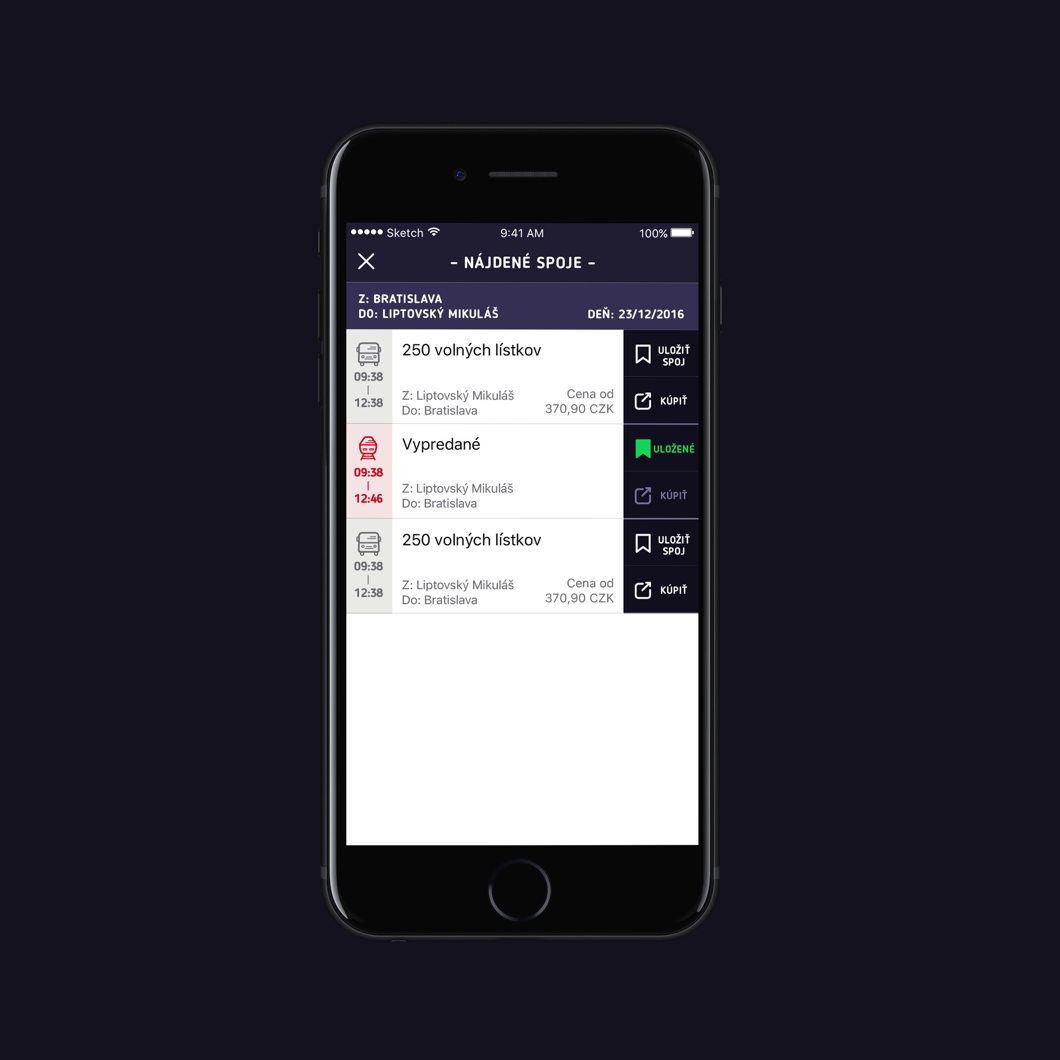 Sketch 9:41 AM 100%
– NÁJDENÉ SPOJE –
Z: BRATISLAVA
DO: LIPTOVSKÝ MIKULÁŠ DEŇ: 23/12/2016
09:38
12:38
250 volných lístkov
Z: Liptovský Mikuláš
Do: Bratislava
Cena od
370,90 CZK
ULOŽIŤ
SPOJ
KÚPIŤ
09:38
12:46
Vypredané
Z: Liptovský Mikuláš
Do: Bratislava
ULOŽENÉ
KÚPIŤ
09:38
12:38
250 volných lístkov
Z: Liptovský Mikuláš
Do: Bratislava
Cena od
370,90 CZK
ULOŽIŤ
SPOJ
KÚPIŤ